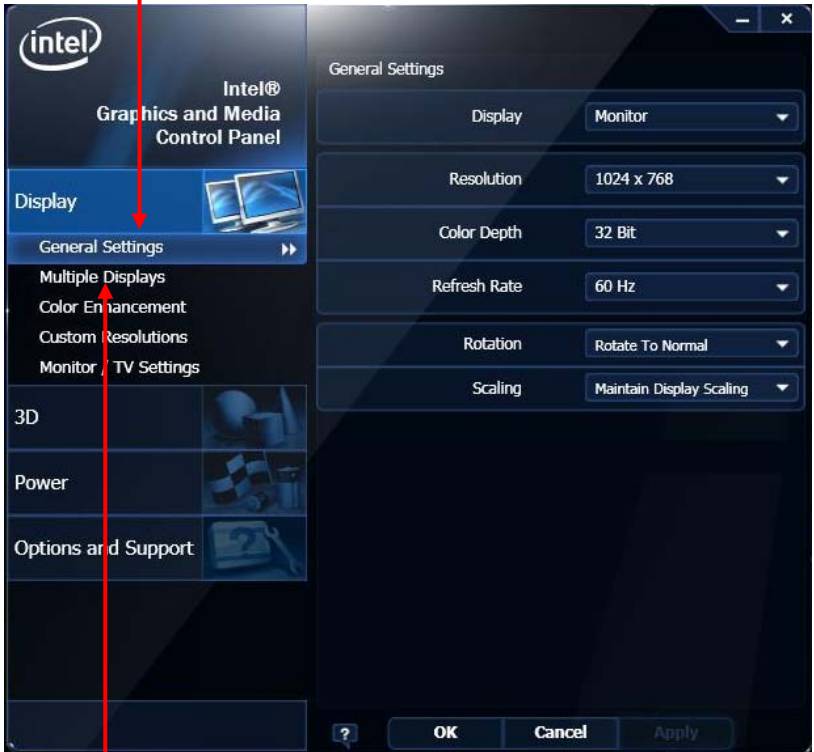 intel
Intel®
Graphics and Media
Control Panel
Display
General Settings
Multiple Displays
Color Enhancement
Custom Resolutions
Monitor / TV Settings
3D
Power
Options and Support
General Settings
Display Monitor
Resolution 1024 x 768
Color Depth 32 Bit
Refresh Rate 60 Hz
Rotation Rotate To Normal
Scaling Maintain Display Scaling
? OK Cancel Apply